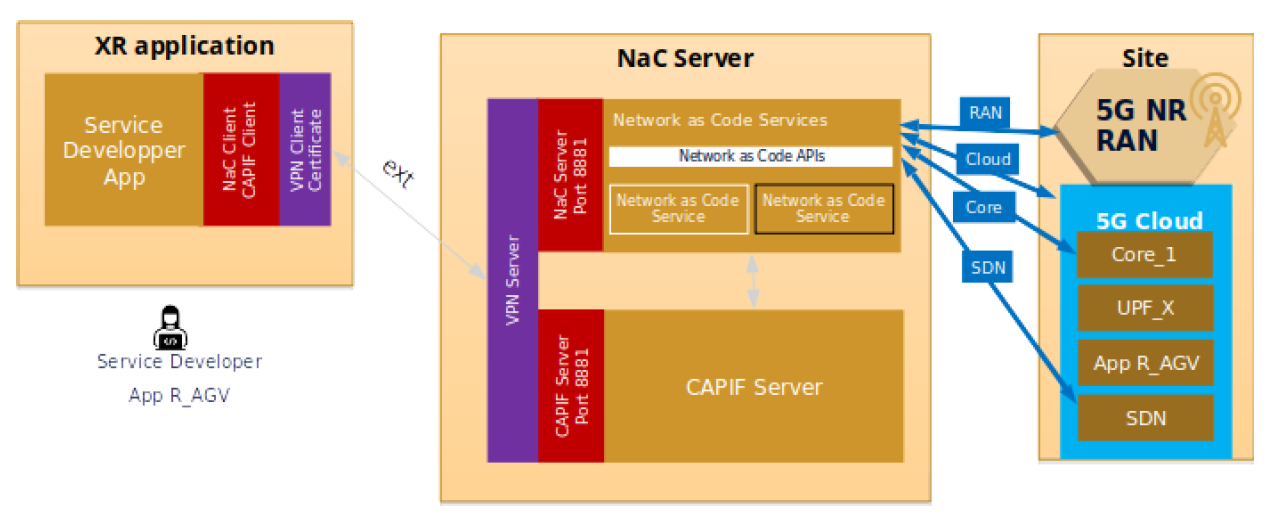 XR application
Service
Developper
App
NaC Client
CAPIF Client
VPN Client
Certificate
Service Developer
App R_AGV
ext
NaC Server
VPN Server
NaC Server
Port 8881
Network as Code Services
Network as Code APIs
Network as Code
Service
Network as Code
Service
CAPIF Server
Port 8881
CAPIF Server
RAN
Cloud
Core
SDN
Site
5G NR
RAN
5G Cloud
Core_1
UPF_X
App R_AGV
SDN